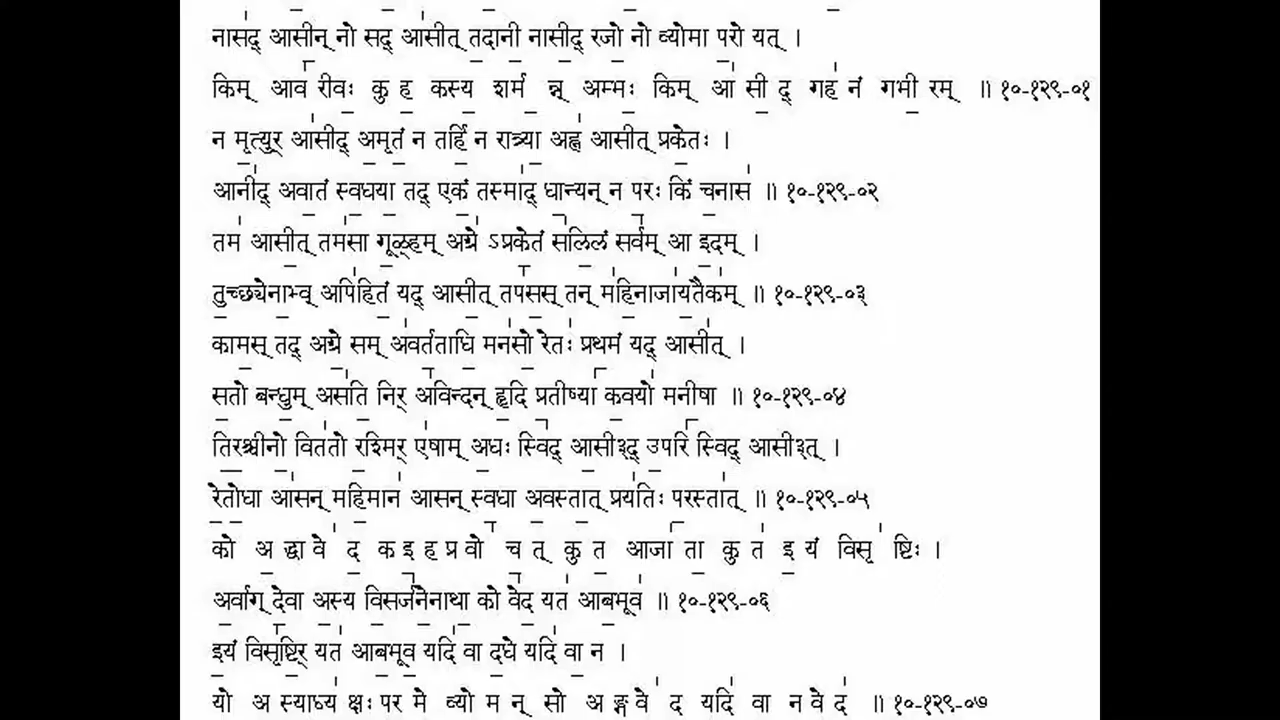 नासद् आसीन् नो सद् आसीत् तदानी नासीद् रजो नो व्योमा परो यत् ।
किम् आवरीवः कुह कस्य शर्मन्न् अम्भः किम् आसीद् गहनं गभीरम् ॥ १०-१२९-०१
न मृत्युर् आसीद् अमृतं न तर्हि न रात्र्या अह्न आसीत् प्रकेतः ।
आनीद् अवातं स्वधया तद् एकं तस्माद् धान्यन् न परः किं चनास ॥ १०-१२९-०२
तम आसीत् तमसा गूळ्हम् अग्रे ऽप्रकेतं सलिलं सर्वम् आ इदम् ।
तुच्छ्येनाभ्व् अपिहितं यद् आसीत् तपसस् तन् महिनाजायतैकम् ॥ १०-१२९-०३
कामस् तद् अग्रे सम् अवर्तताधि मनसो रेतः प्रथमं यद् आसीत् ।
सतो बन्धुम् असति निर् अविन्दन् हृदि प्रतीष्या कवयो मनीषा ॥ १०-१२९-०४
तिरश्चीनो विततो रश्मिर् एषाम् अधः स्विद् आसी३द् उपरि स्विद् आसी३त् ।
रेतोधा आसन् महिमान आसन् स्वधा अवस्तात् प्रयतिः परस्तात् ॥ १०-१२९-०५
को अद्धा वेद क इह प्र वोचत् कुत आजाता कुत इयं विसृष्टिः ।
अर्वाग् देवा अस्य विसर्जनेनाथा को वेद यत आबभूव ॥ १०-१२९-०६
इयं विसृष्टिर् यत आबभूव यदि वा दधे यदि वा न ।
यो अस्याध्यक्षः परमे व्योमन् सो अङ्ग वेद यदि वा न वेद ॥ १०-१२९-०७